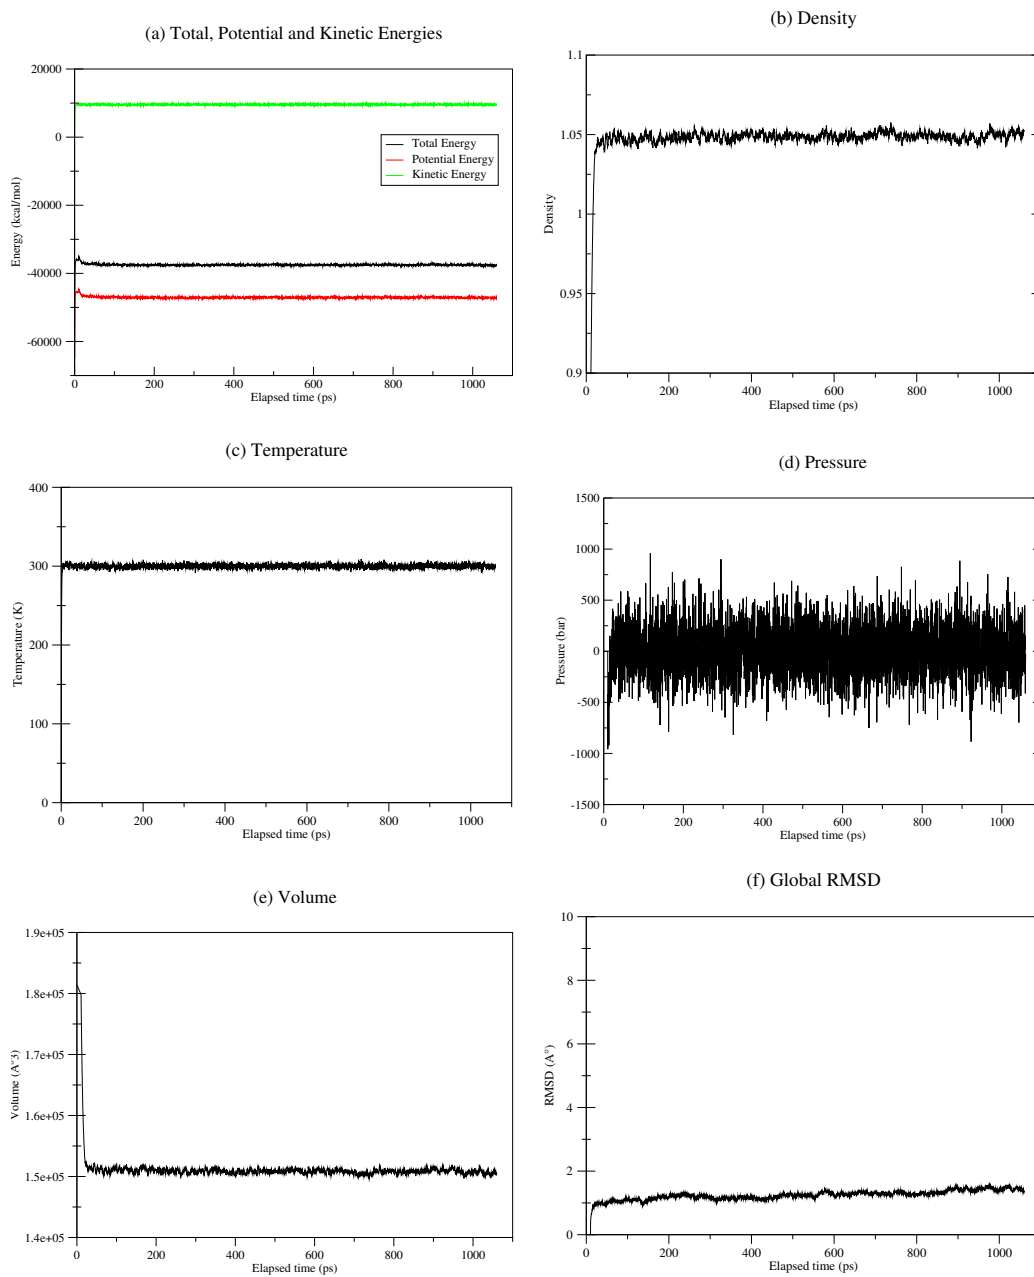 (a) Total, Potential and Kinetic Energies
20000
0
-20000
-40000
-60000
Energy (kcal/mol)
Total Energy
Potential Energy
Kinetic Energy
0 200 400 600 800 1000
Elapsed time (ps)
(b) Density
1.1
1.05
1
0.95
0.9
Density
0 200 400 600 800 1000
Elapsed time (ps)
(c) Temperature
400
300
200
100
0
Temperature (K)
0 200 400 600 800 1000
Elapsed time (ps)
(d) Pressure
1500
1000
500
0
-500
-1000
-1500
Pressure (bar)
0 200 400 600 800 1000
Elapsed time (ps)
(e) Volume
1.9e+05
1.8e+05
1.7e+05
1.6e+05
1.5e+05
1.4e+05
Volume (A^3)
0 200 400 600 800 1000
Elapsed time (ps)
(f) Global RMSD
10
8
6
4
2
0
RMSD (A°)
0 200 400 600 800 1000
Elapsed time (ps)